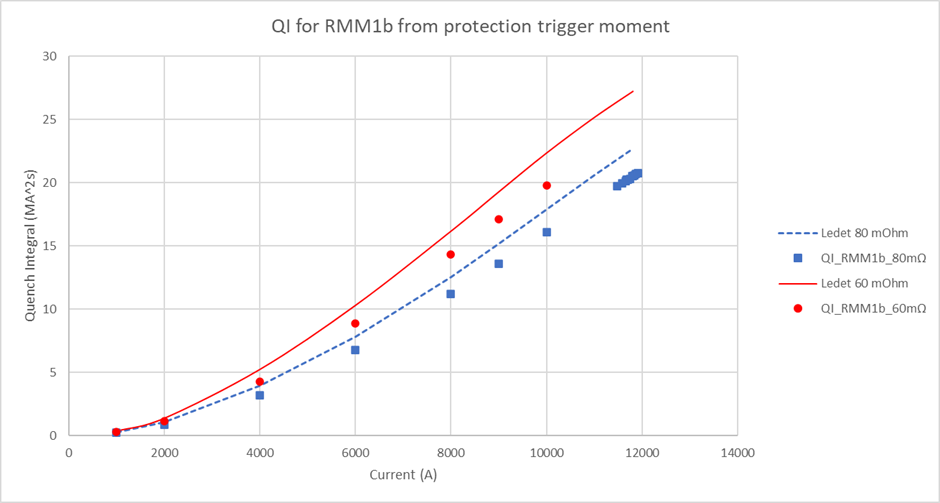 QI for RMM1b from protection trigger moment
30
25
20
15
10
5
0
Quench Integral (MA^2s)
0 2000 4000 6000 8000 10000 12000 14000
Current (A)
Ledet 80 mOhm
QI_RMM1b_80mΩ
Ledet 60 mOhm
QI_RMM1b_60mΩ